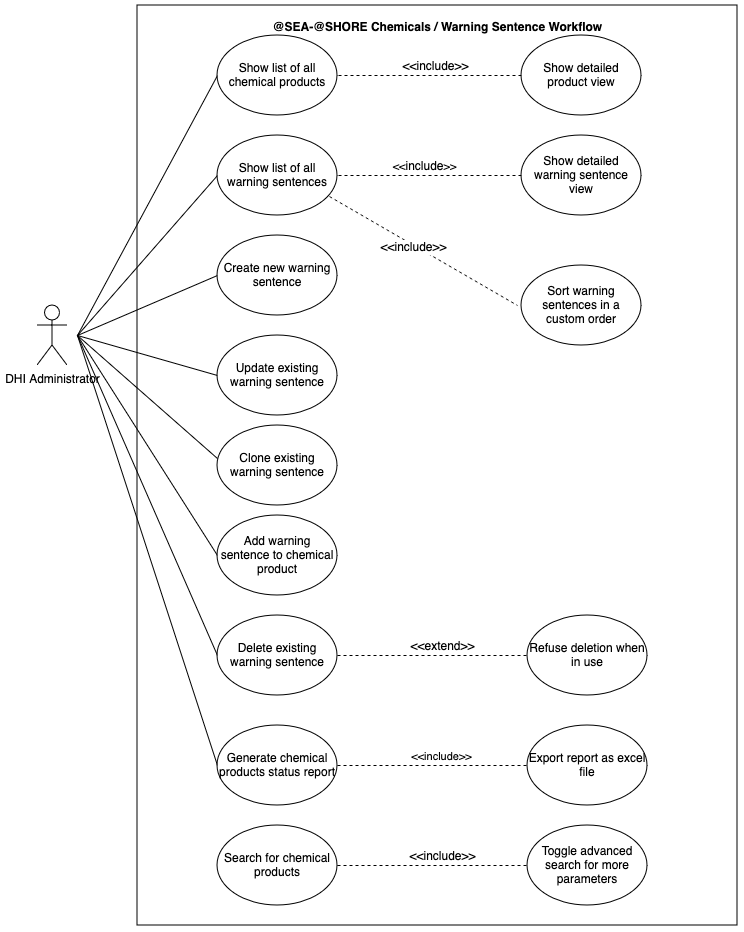 @SEA-@SHORE Chemicals / Warning Sentence Workflow
Show list of all
chemical products
<<include>>
Show detailed
product view
Show list of all
warning sentences
<<include>>
Show detailed
warning sentence
view
<<include>>
Create new warning
sentence
Sort warning
sentences in a
custom order
DHI Administrator
Update existing
warning sentence
Clone existing
warning sentence
Add warning
sentence to chemical
product
Delete existing
warning sentence
<<extend>>
Refuse deletion when
in use
Generate chemical
products status report
<<include>>
Export report as excel
file
Search for chemical
products
<<include>>
Toggle advanced
search for more
parameters